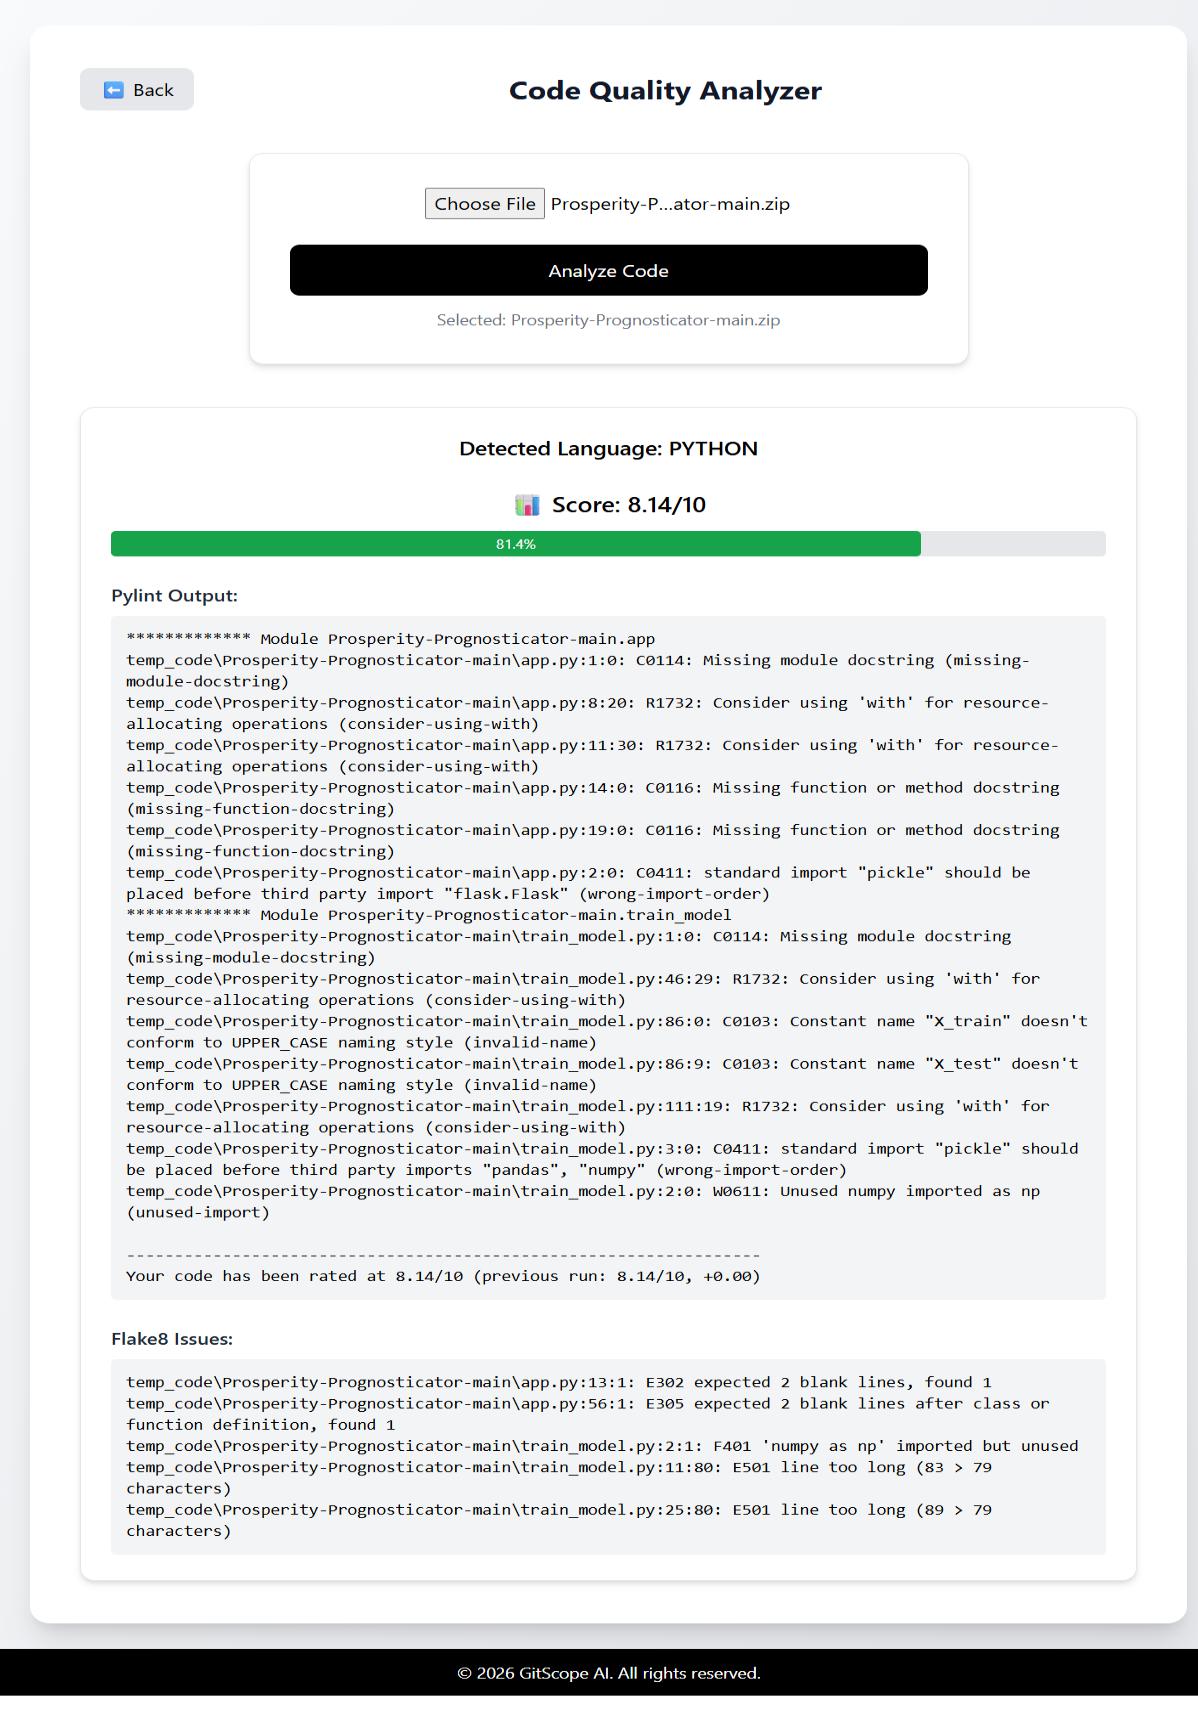 Back
Code Quality Analyzer
Choose File Prosperity-P...ator-main.zip
Analyze Code
Selected: Prosperity-Prognosticator-main.zip
Detected Language: PYTHON
Score: 8.14/10
81.4%
Pylint Output:
************* Module Prosperity-Prognosticator-main.app
temp_code\Prosperity-Prognosticator-main\app.py:1:0: C0114: Missing module docstring (missing-
module-docstring)
temp_code\Prosperity-Prognosticator-main\app.py:8:20: R1732: Consider using 'with' for resource-
allocating operations (consider-using-with)
temp_code\Prosperity-Prognosticator-main\app.py:11:30: R1732: Consider using 'with' for resource-
allocating operations (consider-using-with)
temp_code\Prosperity-Prognosticator-main\app.py:14:0: C0116: Missing function or method docstring
(missing-function-docstring)
temp_code\Prosperity-Prognosticator-main\app.py:19:0: C0116: Missing function or method docstring
(missing-function-docstring)
temp_code\Prosperity-Prognosticator-main\app.py:2:0: C0411: standard import "pickle" should be
placed before third party import "flask.Flask" (wrong-import-order)
************* Module Prosperity-Prognosticator-main.train_model
temp_code\Prosperity-Prognosticator-main\train_model.py:1:0: C0114: Missing module docstring
(missing-module-docstring)
temp_code\Prosperity-Prognosticator-main\train_model.py:46:29: R1732: Consider using 'with' for
resource-allocating operations (consider-using-with)
temp_code\Prosperity-Prognosticator-main\train_model.py:86:0: C0103: Constant name "X_train" doesn't
conform to UPPER_CASE naming style (invalid-name)
temp_code\Prosperity-Prognosticator-main\train_model.py:86:9: C0103: Constant name "X_test" doesn't
conform to UPPER_CASE naming style (invalid-name)
temp_code\Prosperity-Prognosticator-main\train_model.py:111:19: R1732: Consider using 'with' for
resource-allocating operations (consider-using-with)
temp_code\Prosperity-Prognosticator-main\train_model.py:3:0: C0411: standard import "pickle" should
be placed before third party imports "pandas", "numpy" (wrong-import-order)
temp_code\Prosperity-Prognosticator-main\train_model.py:2:0: W0611: Unused numpy imported as np
(unused-import)
------------------------------------------------------------------
Your code has been rated at 8.14/10 (previous run: 8.14/10, +0.00)
Flake8 Issues:
temp_code\Prosperity-Prognosticator-main\app.py:13:1: E302 expected 2 blank lines, found 1
temp_code\Prosperity-Prognosticator-main\app.py:56:1: E305 expected 2 blank lines after class or
function definition, found 1
temp_code\Prosperity-Prognosticator-main\train_model.py:2:1: F401 'numpy as np' imported but unused
temp_code\Prosperity-Prognosticator-main\train_model.py:11:80: E501 line too long (83 > 79
characters)
temp_code\Prosperity-Prognosticator-main\train_model.py:25:80: E501 line too long (89 > 79
characters)
© 2026 GitScope AI. All rights reserved.